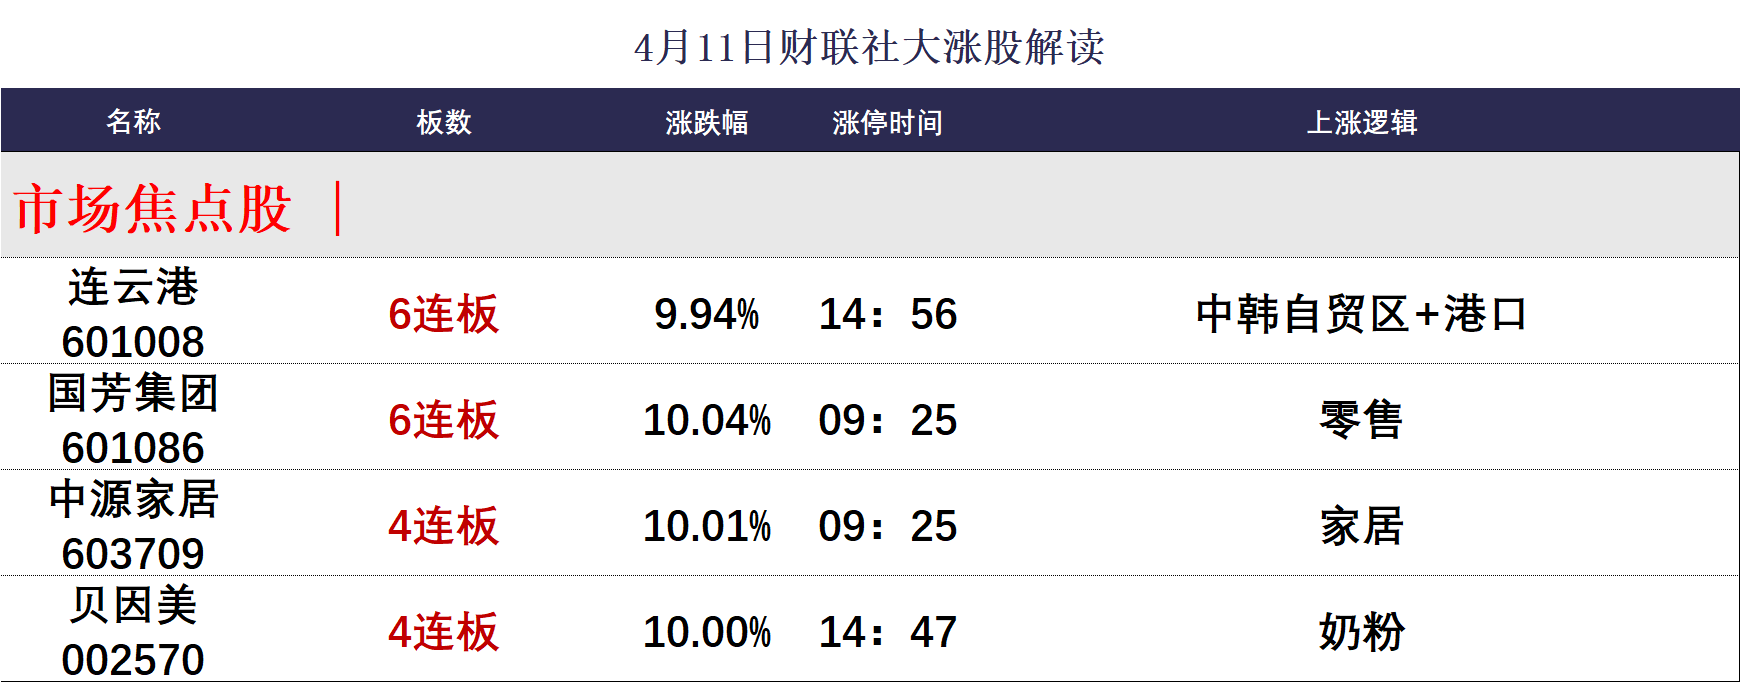 4月11日财联社大涨股解读
名称 板数 涨跌幅 涨停时间 上涨逻辑
市场焦点股 ｜
连云港
601008 6连板 9.94% 14：56 中韩自贸区+港口
国芳集团
601086 6连板 10.04% 09：25 零售
中源家居
603709 4连板 10.01% 09：25 家居
贝因美
002570 4连板 10.00% 14：47 奶粉